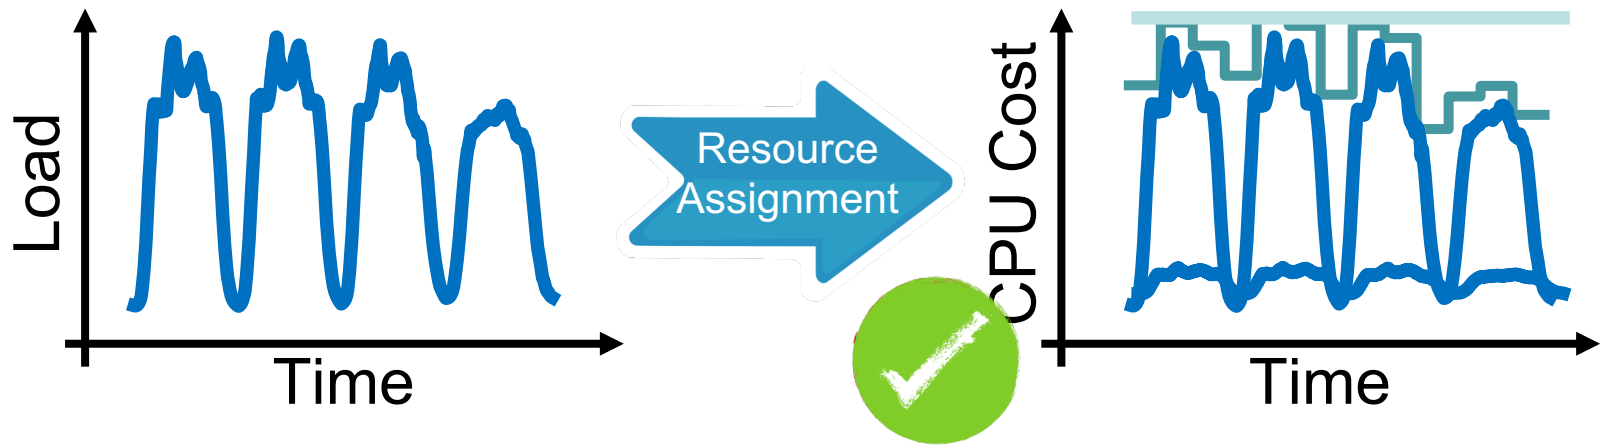 Load
Time
Resource
Assignment
CPU Cost
Time